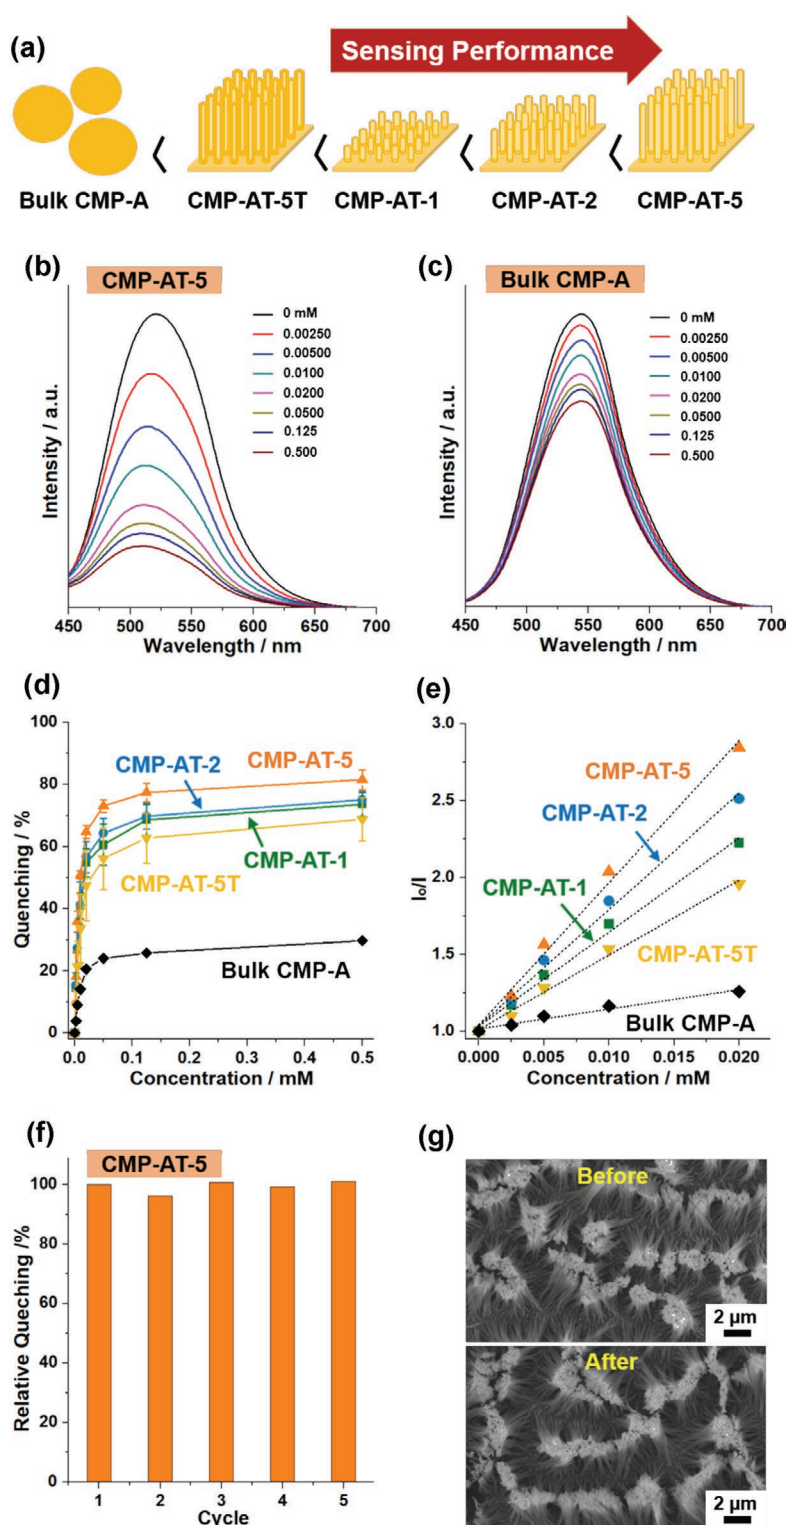 (a)
Sensing Performance
Bulk CMP-A < CMP-AT-5T < CMP-AT-1 < CMP-AT-2 < CMP-AT-5
(b)
CMP-AT-5
0 mM
0.00250
0.00500
0.0100
0.0200
0.0500
0.125
0.500
Intensity / a.u.
450 500 550 600 650 700
Wavelength / nm
(c)
Bulk CMP-A
0 mM
0.00250
0.00500
0.0100
0.0200
0.0500
0.125
0.500
Intensity / a.u.
450 500 550 600 650 700
Wavelength / nm
(d)
100
80
60
40
20
0
Quenching / %
CMP-AT-5
CMP-AT-2
CMP-AT-1
CMP-AT-5T
Bulk CMP-A
0.0 0.1 0.2 0.3 0.4 0.5
Concentration / mM
(e)
3.0
2.5
2.0
1.5
1.0
I₀/I
CMP-AT-5
CMP-AT-2
CMP-AT-1
CMP-AT-5T
Bulk CMP-A
0.000 0.005 0.010 0.015 0.020
Concentration / mM
(f)
CMP-AT-5
100
80
60
40
20
0
Relative Queching /%
1 2 3 4 5
Cycle
(g)
Before
2 µm
After
2 µm